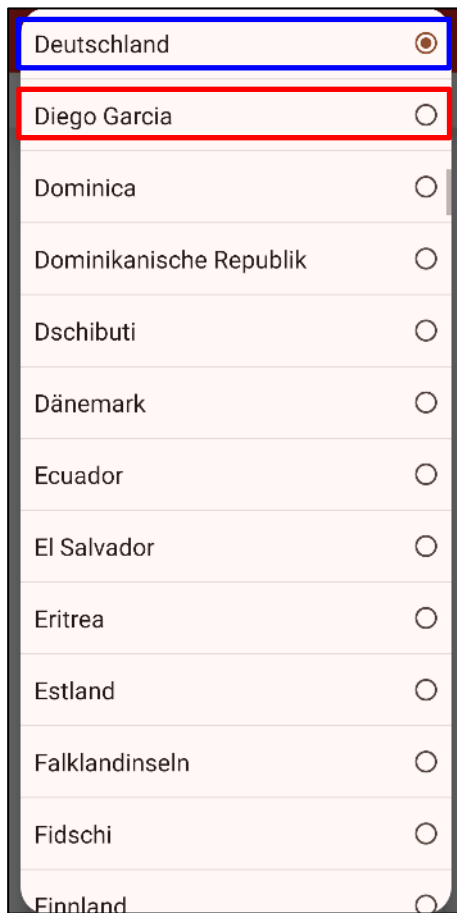 Deutschland
Diego Garcia
Dominica
Dominikanische Republik
Dschibuti
Dänemark
Ecuador
El Salvador
Eritrea
Estland
Falklandinseln
Fidschi
Finnland